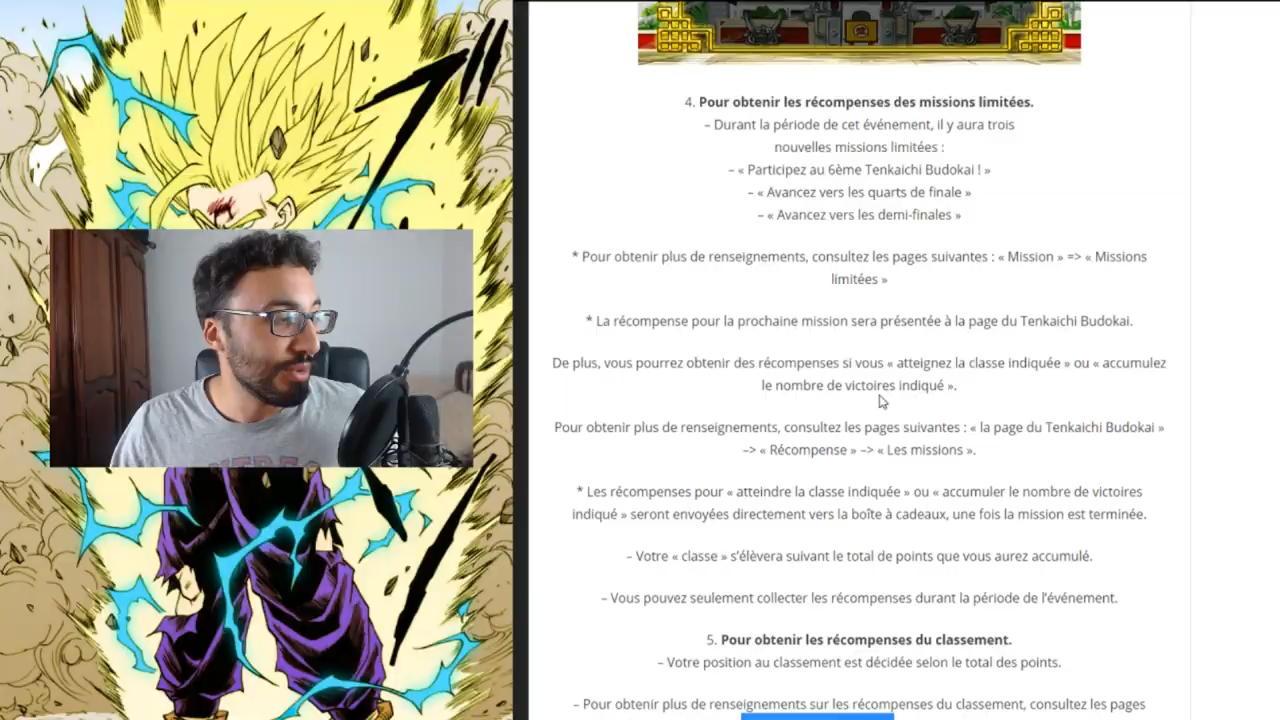 4. Pour obtenir les récompenses des missions limitées.
– Durant la période de cet événement, il y aura trois
nouvelles missions limitées :
– « Participez au 6ème Tenkaichi Budokai ! »
– « Avancez vers les quarts de finale »
– « Avancez vers les demi-finales »
* Pour obtenir plus de renseignements, consultez les pages suivantes : « Mission » => « Missions
limitées »
* La récompense pour la prochaine mission sera présentée à la page du Tenkaichi Budokai.
De plus, vous pourrez obtenir des récompenses si vous « atteignez la classe indiquée » ou « accumulez
le nombre de victoires indiqué ».
Pour obtenir plus de renseignements, consultez les pages suivantes : « la page du Tenkaichi Budokai »
–> « Récompense » –> « Les missions ».
* Les récompenses pour « atteindre la classe indiquée » ou « accumuler le nombre de victoires
indiqué » seront envoyées directement vers la boîte à cadeaux, une fois la mission est terminée.
– Votre « classe » s’élèvera suivant le total de points que vous aurez accumulé.
– Vous pouvez seulement collecter les récompenses durant la période de l’événement.
5. Pour obtenir les récompenses du classement.
– Votre position au classement est décidée selon le total des points.
– Pour obtenir plus de renseignements sur les récompenses du classement, consultez les pages